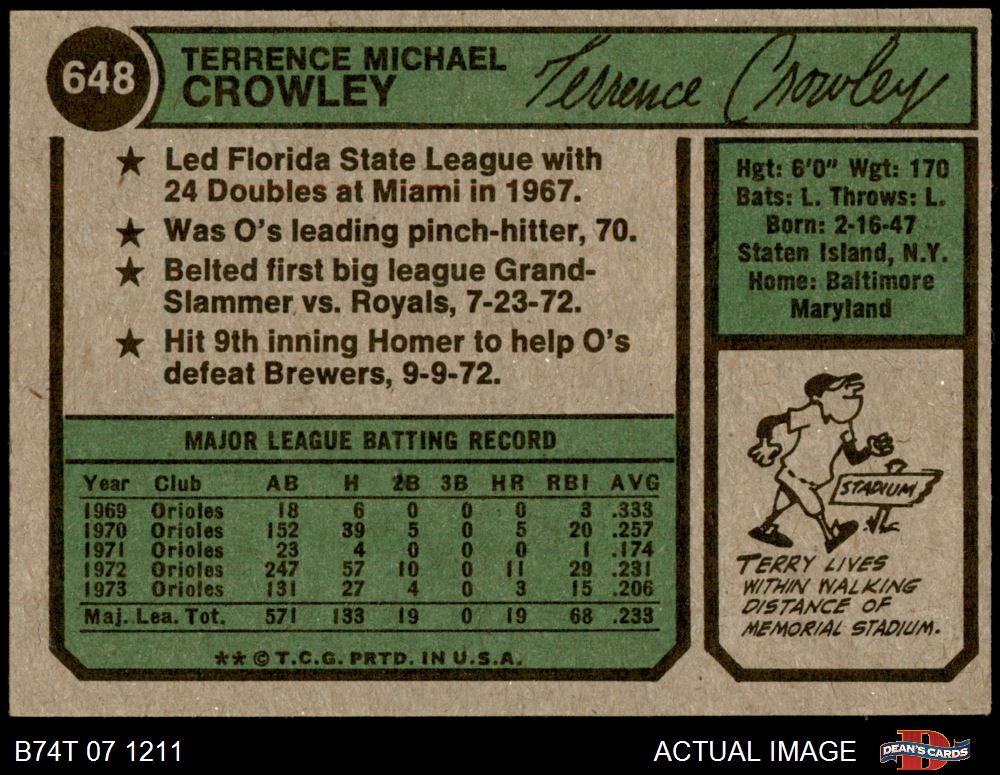 648
TERRENCE MICHAEL
CROWLEY
Terrence Crowley
★ Led Florida State League with
24 Doubles at Miami in 1967.
★ Was O's leading pinch-hitter, 70.
★ Belted first big league Grand-
Slammer vs. Royals, 7-23-72.
★ Hit 9th inning Homer to help O's
defeat Brewers, 9-9-72.
Hgt: 6'0" Wgt: 170
Bats: L. Throws: L.
Born: 2-16-47
Staten Island, N.Y.
Home: Baltimore
Maryland
MAJOR LEAGUE BATTING RECORD
Year Club AB H 2B 3B HR RBI AVG
1969 Orioles 18 6 0 0 0 3 .333
1970 Orioles 152 39 5 0 5 20 .257
1971 Orioles 23 4 0 0 0 1 .174
1972 Orioles 247 57 10 0 11 29 .231
1973 Orioles 131 27 4 0 3 15 .206
Maj. Lea. Tot. 571 133 19 0 19 68 .233
** © T.C.G. PRTD. IN U.S.A.
STADIUM
TERRY LIVES
WITHIN WALKING
DISTANCE OF
MEMORIAL STADIUM.
B74T 07 1211
ACTUAL IMAGE
D
DEAN'S CARDS